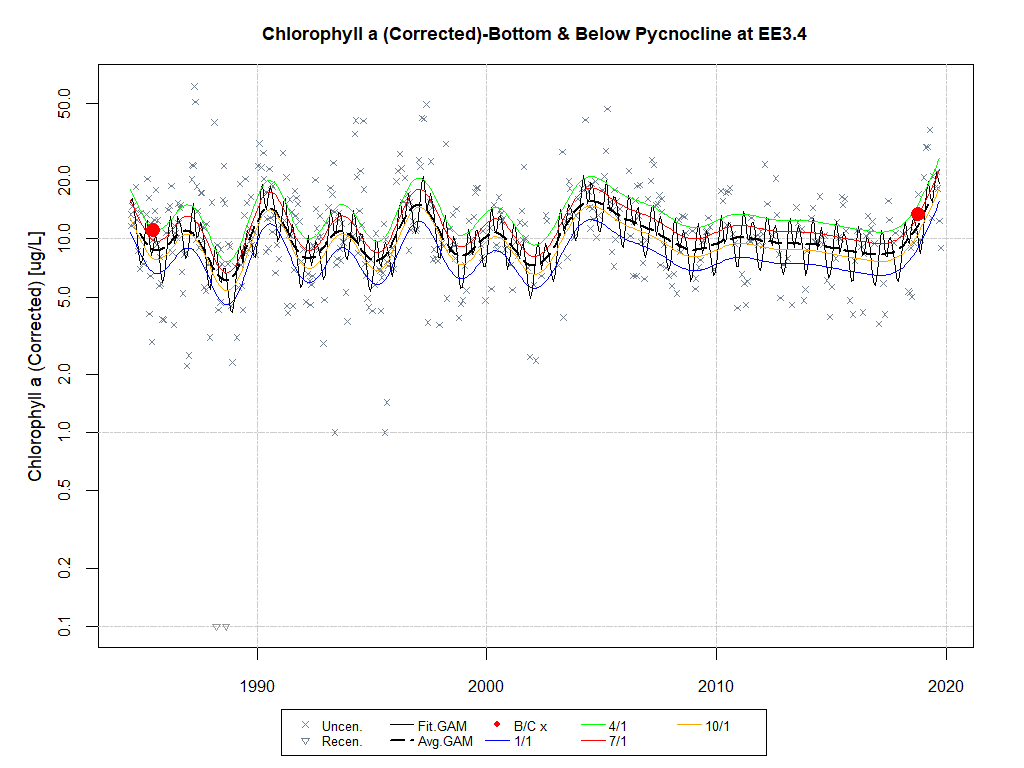 Chlorophyll a (Corrected)-Bottom & Below Pycnocline at EE3.4
Chlorophyll a (Corrected) [ug/L]
50.0
20.0
10.0
5.0
2.0
1.0
0.5
0.2
0.1
1990 2000 2010 2020
Uncen. Fit.GAM B/C x 4/1 10/1
Recen. Avg.GAM 1/1 7/1